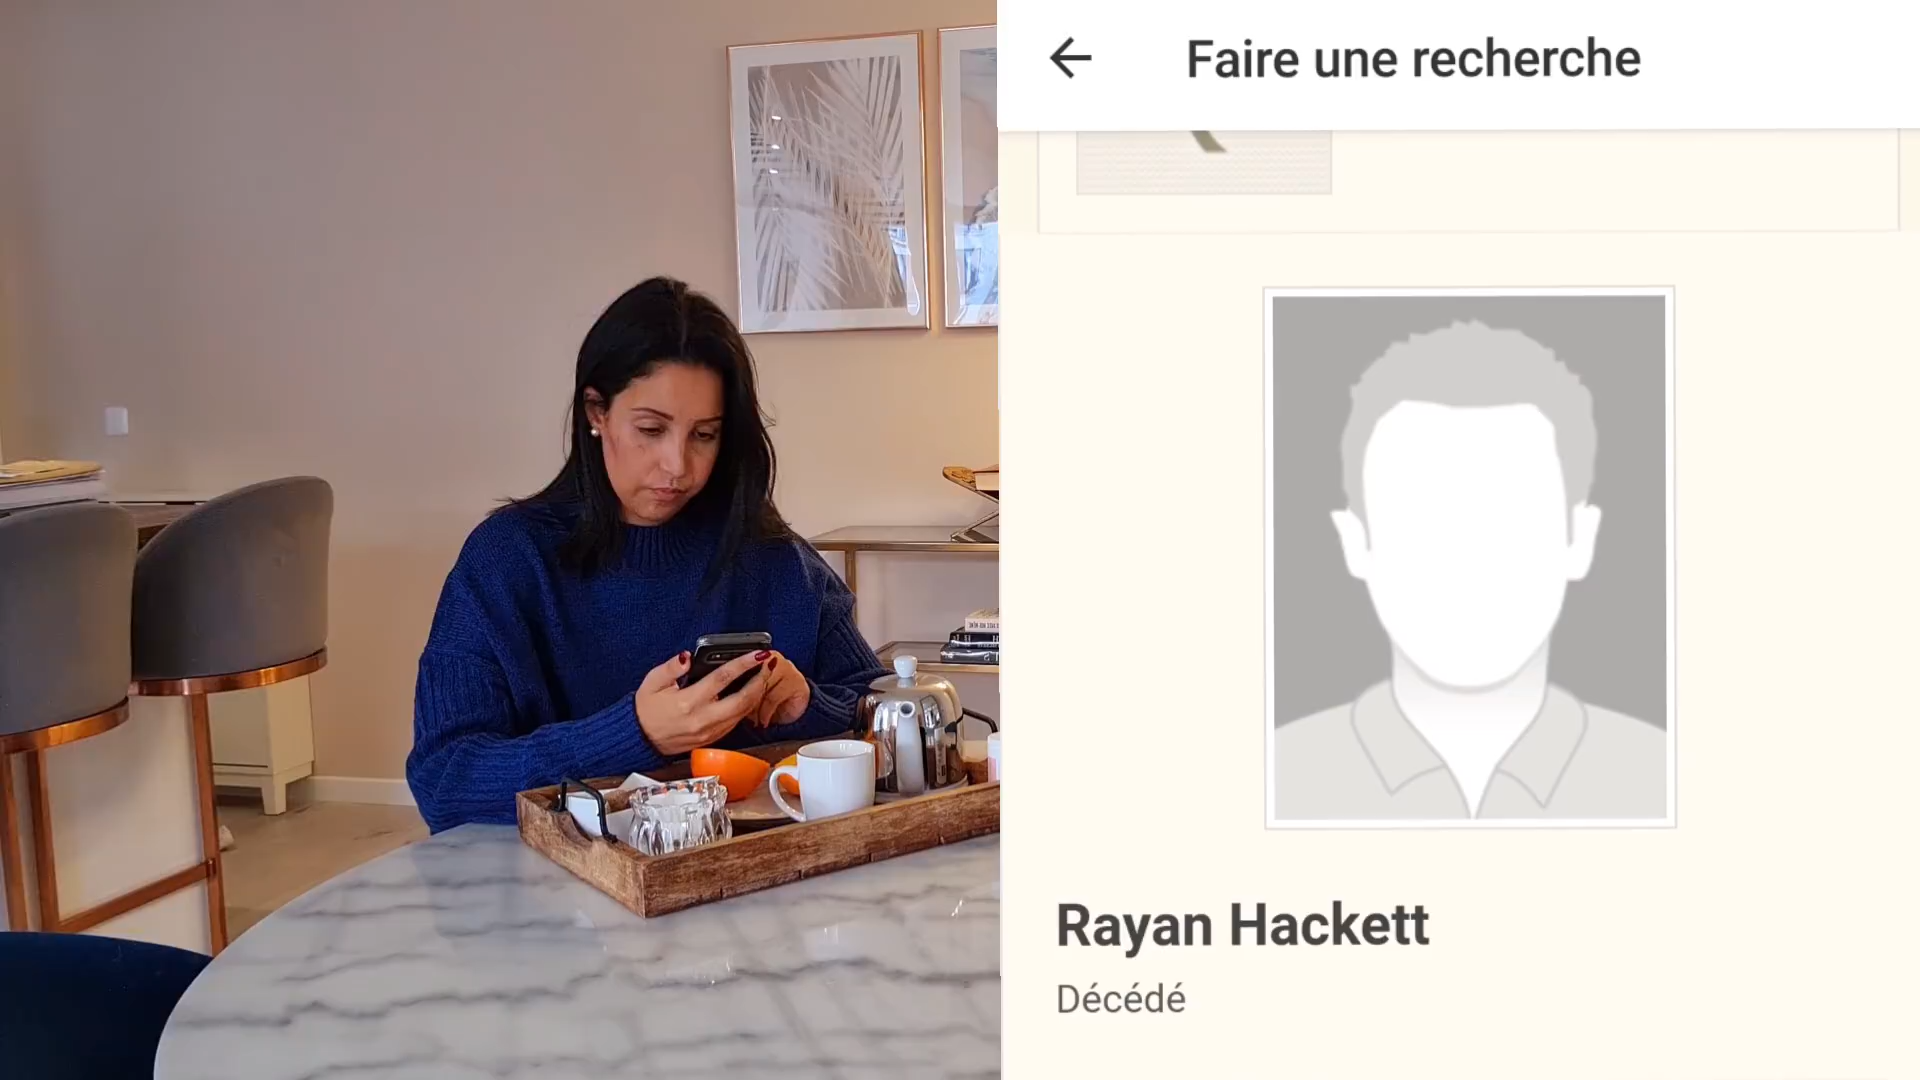 Faire une recherche
Rayan Hackett
Décédé